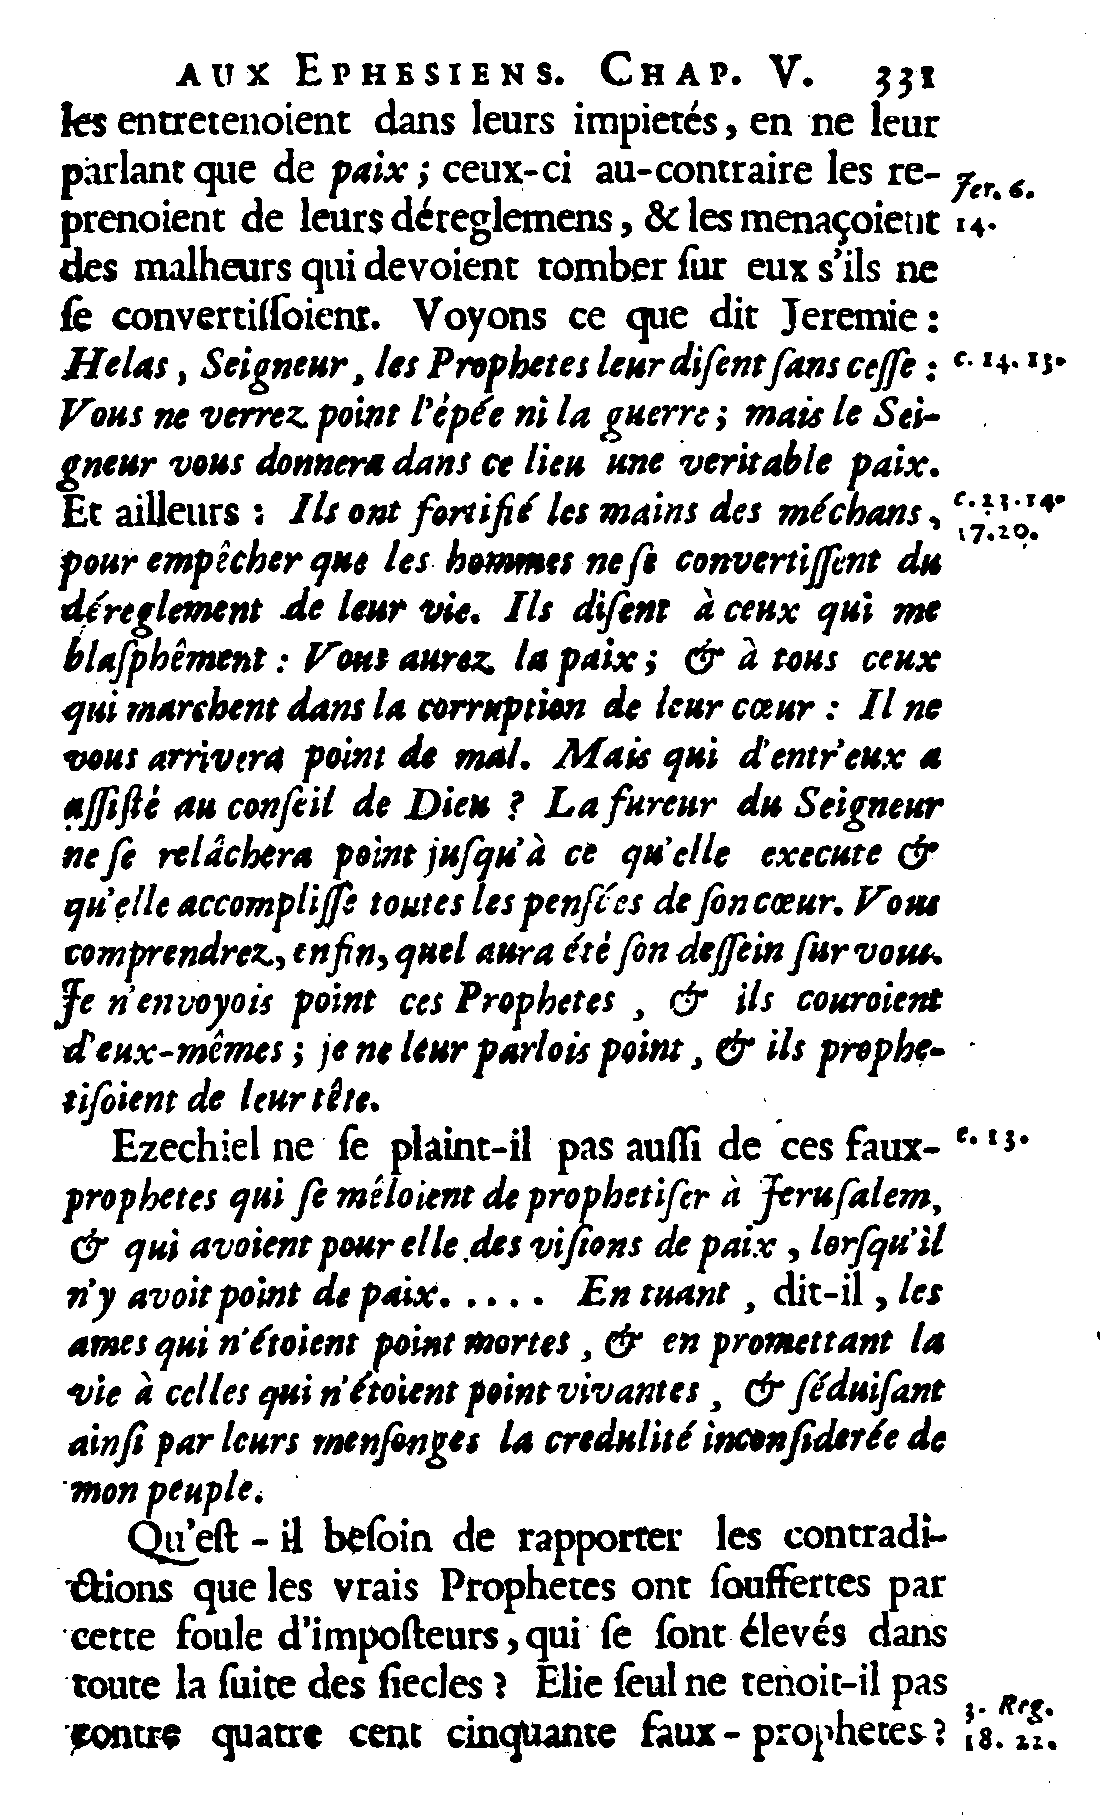 AUX EPHESIENS. CHAP. V. 331
les entretenoient dans leurs impietés, en ne leur
parlant que de paix; ceux-ci au-contraire les re- Jer. 6.
prenoient de leurs déreglemens, & les menaçoient 14.
des malheurs qui devoient tomber ſur eux s'ils ne
ſe convertiſſoient. Voyons ce que dit Jeremie:
Helas, Seigneur, les Prophetes leur diſent ſans ceſſe: c. 14. 13.
Vous ne verrez point l'épée ni la guerre; mais le Sei-
gneur vous donnera dans ce lieu une veritable paix.
Et ailleurs: Ils ont fortifié les mains des méchans, c. 23. 14.
pour empêcher que les hommes ne ſe convertiſſent du 17. 20.
déreglement de leur vie. Ils diſent à ceux qui me
blaſphêment: Vous aurez la paix; & à tous ceux
qui marchent dans la corruption de leur cœur: Il ne
vous arrivera point de mal. Mais qui d'entr'eux a
aſſiſté au conſeil de Dieu? La fureur du Seigneur
ne ſe relâchera point juſqu'à ce qu'elle execute &
qu'elle accompliſſe toutes les penſées de ſon cœur. Vous
comprendrez, enfin, quel aura été ſon deſſein ſur vous.
Je n'envoyois point ces Prophetes, & ils couroient
d'eux-mêmes; je ne leur parlois point, & ils prophe-
tiſoient de leur tête.
Ezechiel ne ſe plaint-il pas auſſi de ces faux- c. 13.
prophetes qui ſe mêloient de prophetiſer à Jeruſalem,
& qui avoient pour elle des viſions de paix, lorſqu'il
n'y avoit point de paix. . . . . En tuant, dit-il, les
ames qui n'étoient point mortes, & en promettant la
vie à celles qui n'étoient point vivantes, & ſéduiſant
ainſi par leurs menſonges la credulité inconſiderée de
mon peuple.
Qu'eſt-il beſoin de rapporter les contradi-
ctions que les vrais Prophetes ont ſouffertes par
cette foule d'impoſteurs, qui ſe ſont élevés dans
toute la ſuite des ſiecles? Elie ſeul ne tenoit-il pas
contre quatre cent cinquante faux-prophetes? 3. Reg. 18. 22.